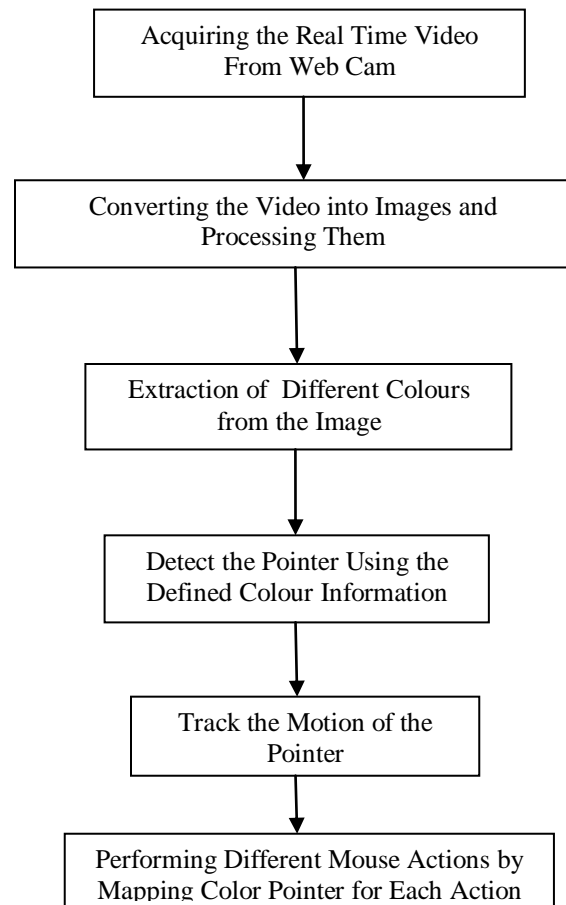 Acquiring the Real Time Video
From Web Cam
Converting the Video into Images and
Processing Them
Extraction of Different Colours
from the Image
Detect the Pointer Using the
Defined Colour Information
Track the Motion of the
Pointer
Performing Different Mouse Actions by
Mapping Color Pointer for Each Action